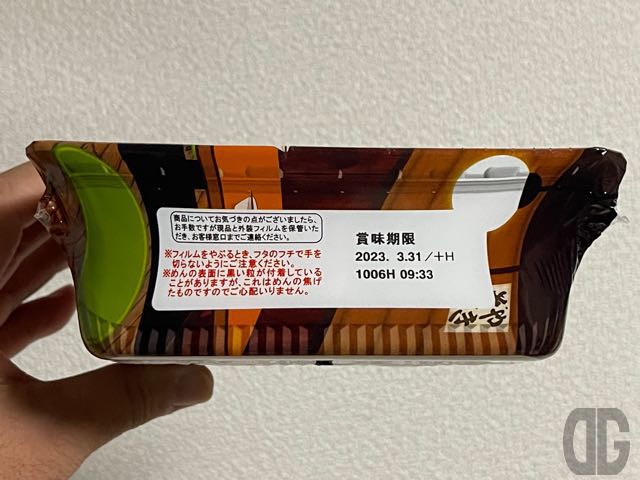 商品についてお気づきの点がございましたら、
お手数ですが現品と外装フィルムを保管いた
だき、お客様窓口までご連絡ください。
※フィルムをやぶるとき、フタのフチで手を
切らないようにご注意ください。
※めんの表面に黒い粒が付着している
ことがありますが、これはめんの焦げ
たものですのでご心配いりません。
賞味期限
2023. 3.31/+H
1006H 09:33
DG